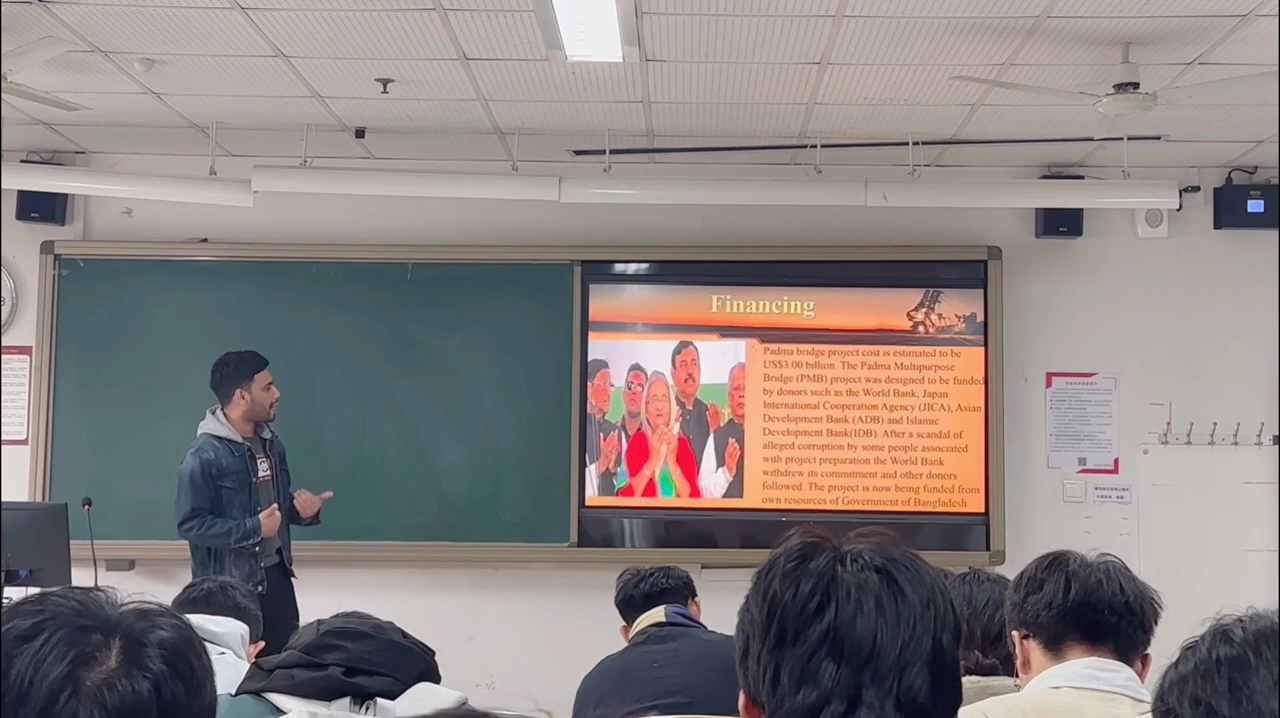 Financing
Padma bridge project cost is estimated to be
US$3.00 billion. The Padma Multipurpose
Bridge (PMB) project was designed to be funded
by donors such as the World Bank, Japan
International Cooperation Agency (JICA), Asian
Development Bank (ADB) and Islamic
Development Bank(IDB) After a scandal of
alleged corruption by some people associated
with project preparation the World Bank
withdrew its commitment and other donors
followed. The project is now being funded from
own resources of Government of Bangladesh